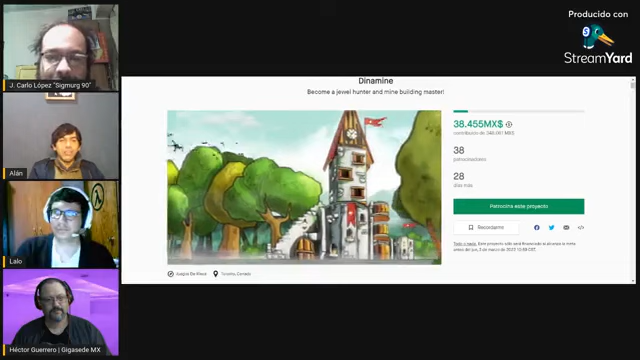 Producido con
StreamYard
J. Carlo López "Sigmurg 90"
Alán
Lalo
Héctor Guerrero | Gigasede MX
Dinamine
Become a jewel hunter and mine building master!
38.455MX$
38
patrocinadores
28
días más
Patrocina este proyecto
Recordarme
Juegos De Mesa
Toronto, Canadá